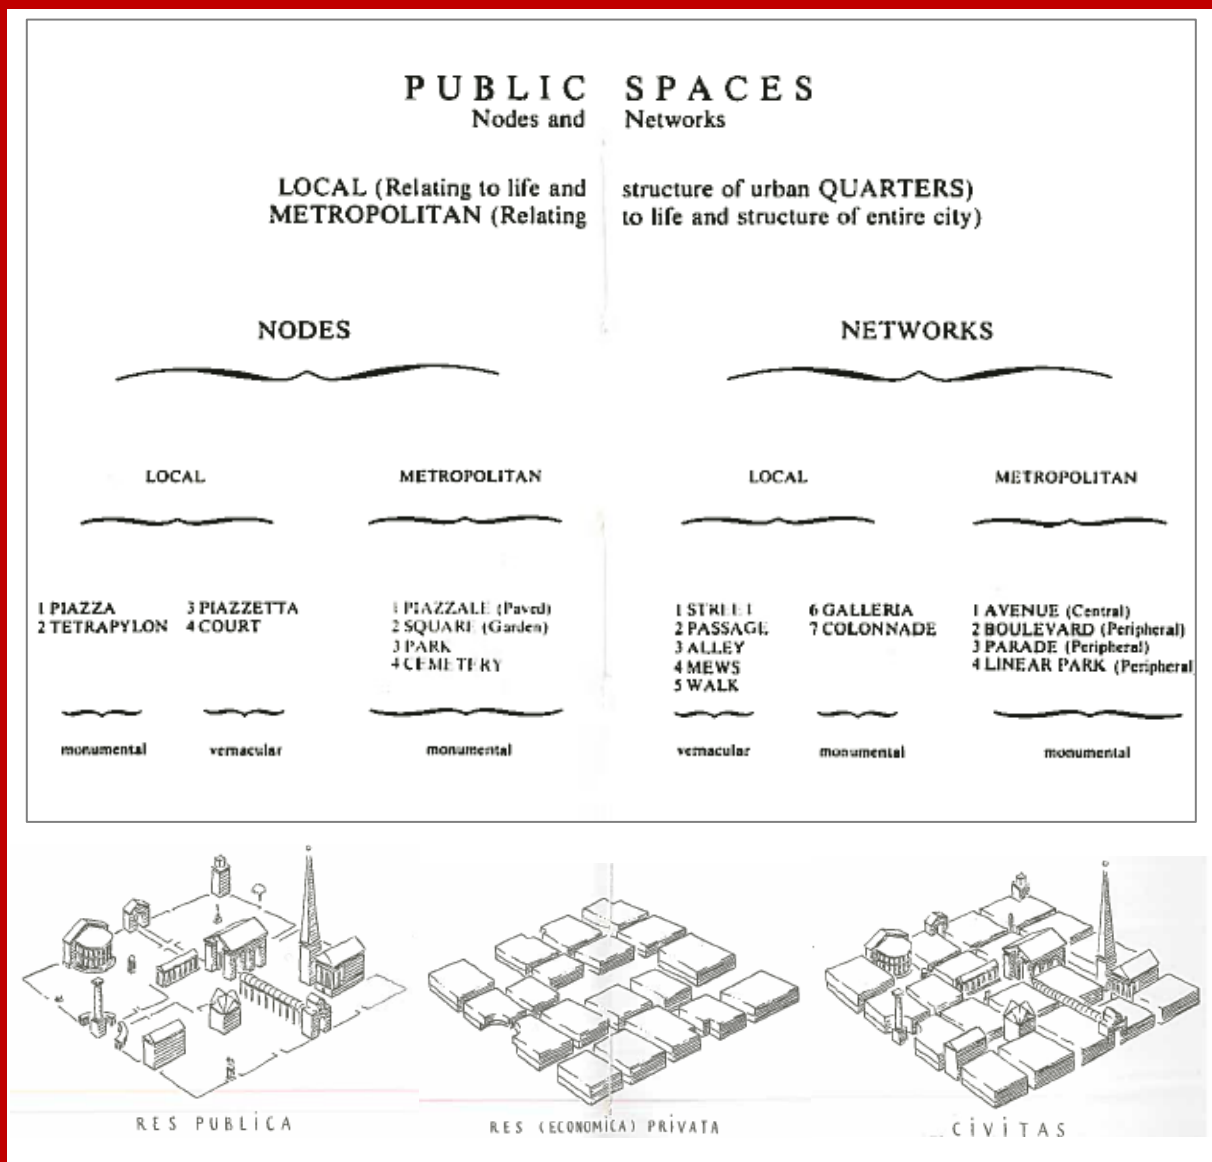 PUBLIC SPACES
Nodes and Networks
LOCAL (Relating to life and structure of urban QUARTERS)
METROPOLITAN (Relating to life and structure of entire city)
NODES
NETWORKS
LOCAL
METROPOLITAN
LOCAL
METROPOLITAN
1 PIAZZA
2 TETRAPYLON
3 PIAZZETTA
4 COURT
1 PIAZZALE (Paved)
2 SQUARE (Garden)
3 PARK
4 CEMETERY
1 STREET
2 PASSAGE
3 ALLEY
4 MEWS
5 WALK
6 GALLERIA
7 COLONNADE
1 AVENUE (Central)
2 BOULEVARD (Peripheral)
3 PARADE (Peripheral)
4 LINEAR PARK (Peripheral
monumental
vernacular
monumental
vernacular
monumental
monumental
RES PUBLICA
RES (ECONOMICA) PRIVATA
CIVITAS